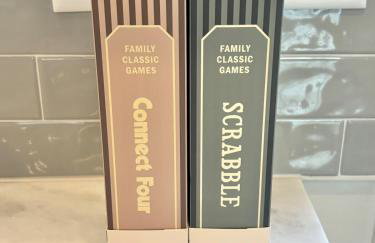 FAMILY
CLASSIC
GAMES
Connect Four
FAMILY
CLASSIC
GAMES
SCRABBLE